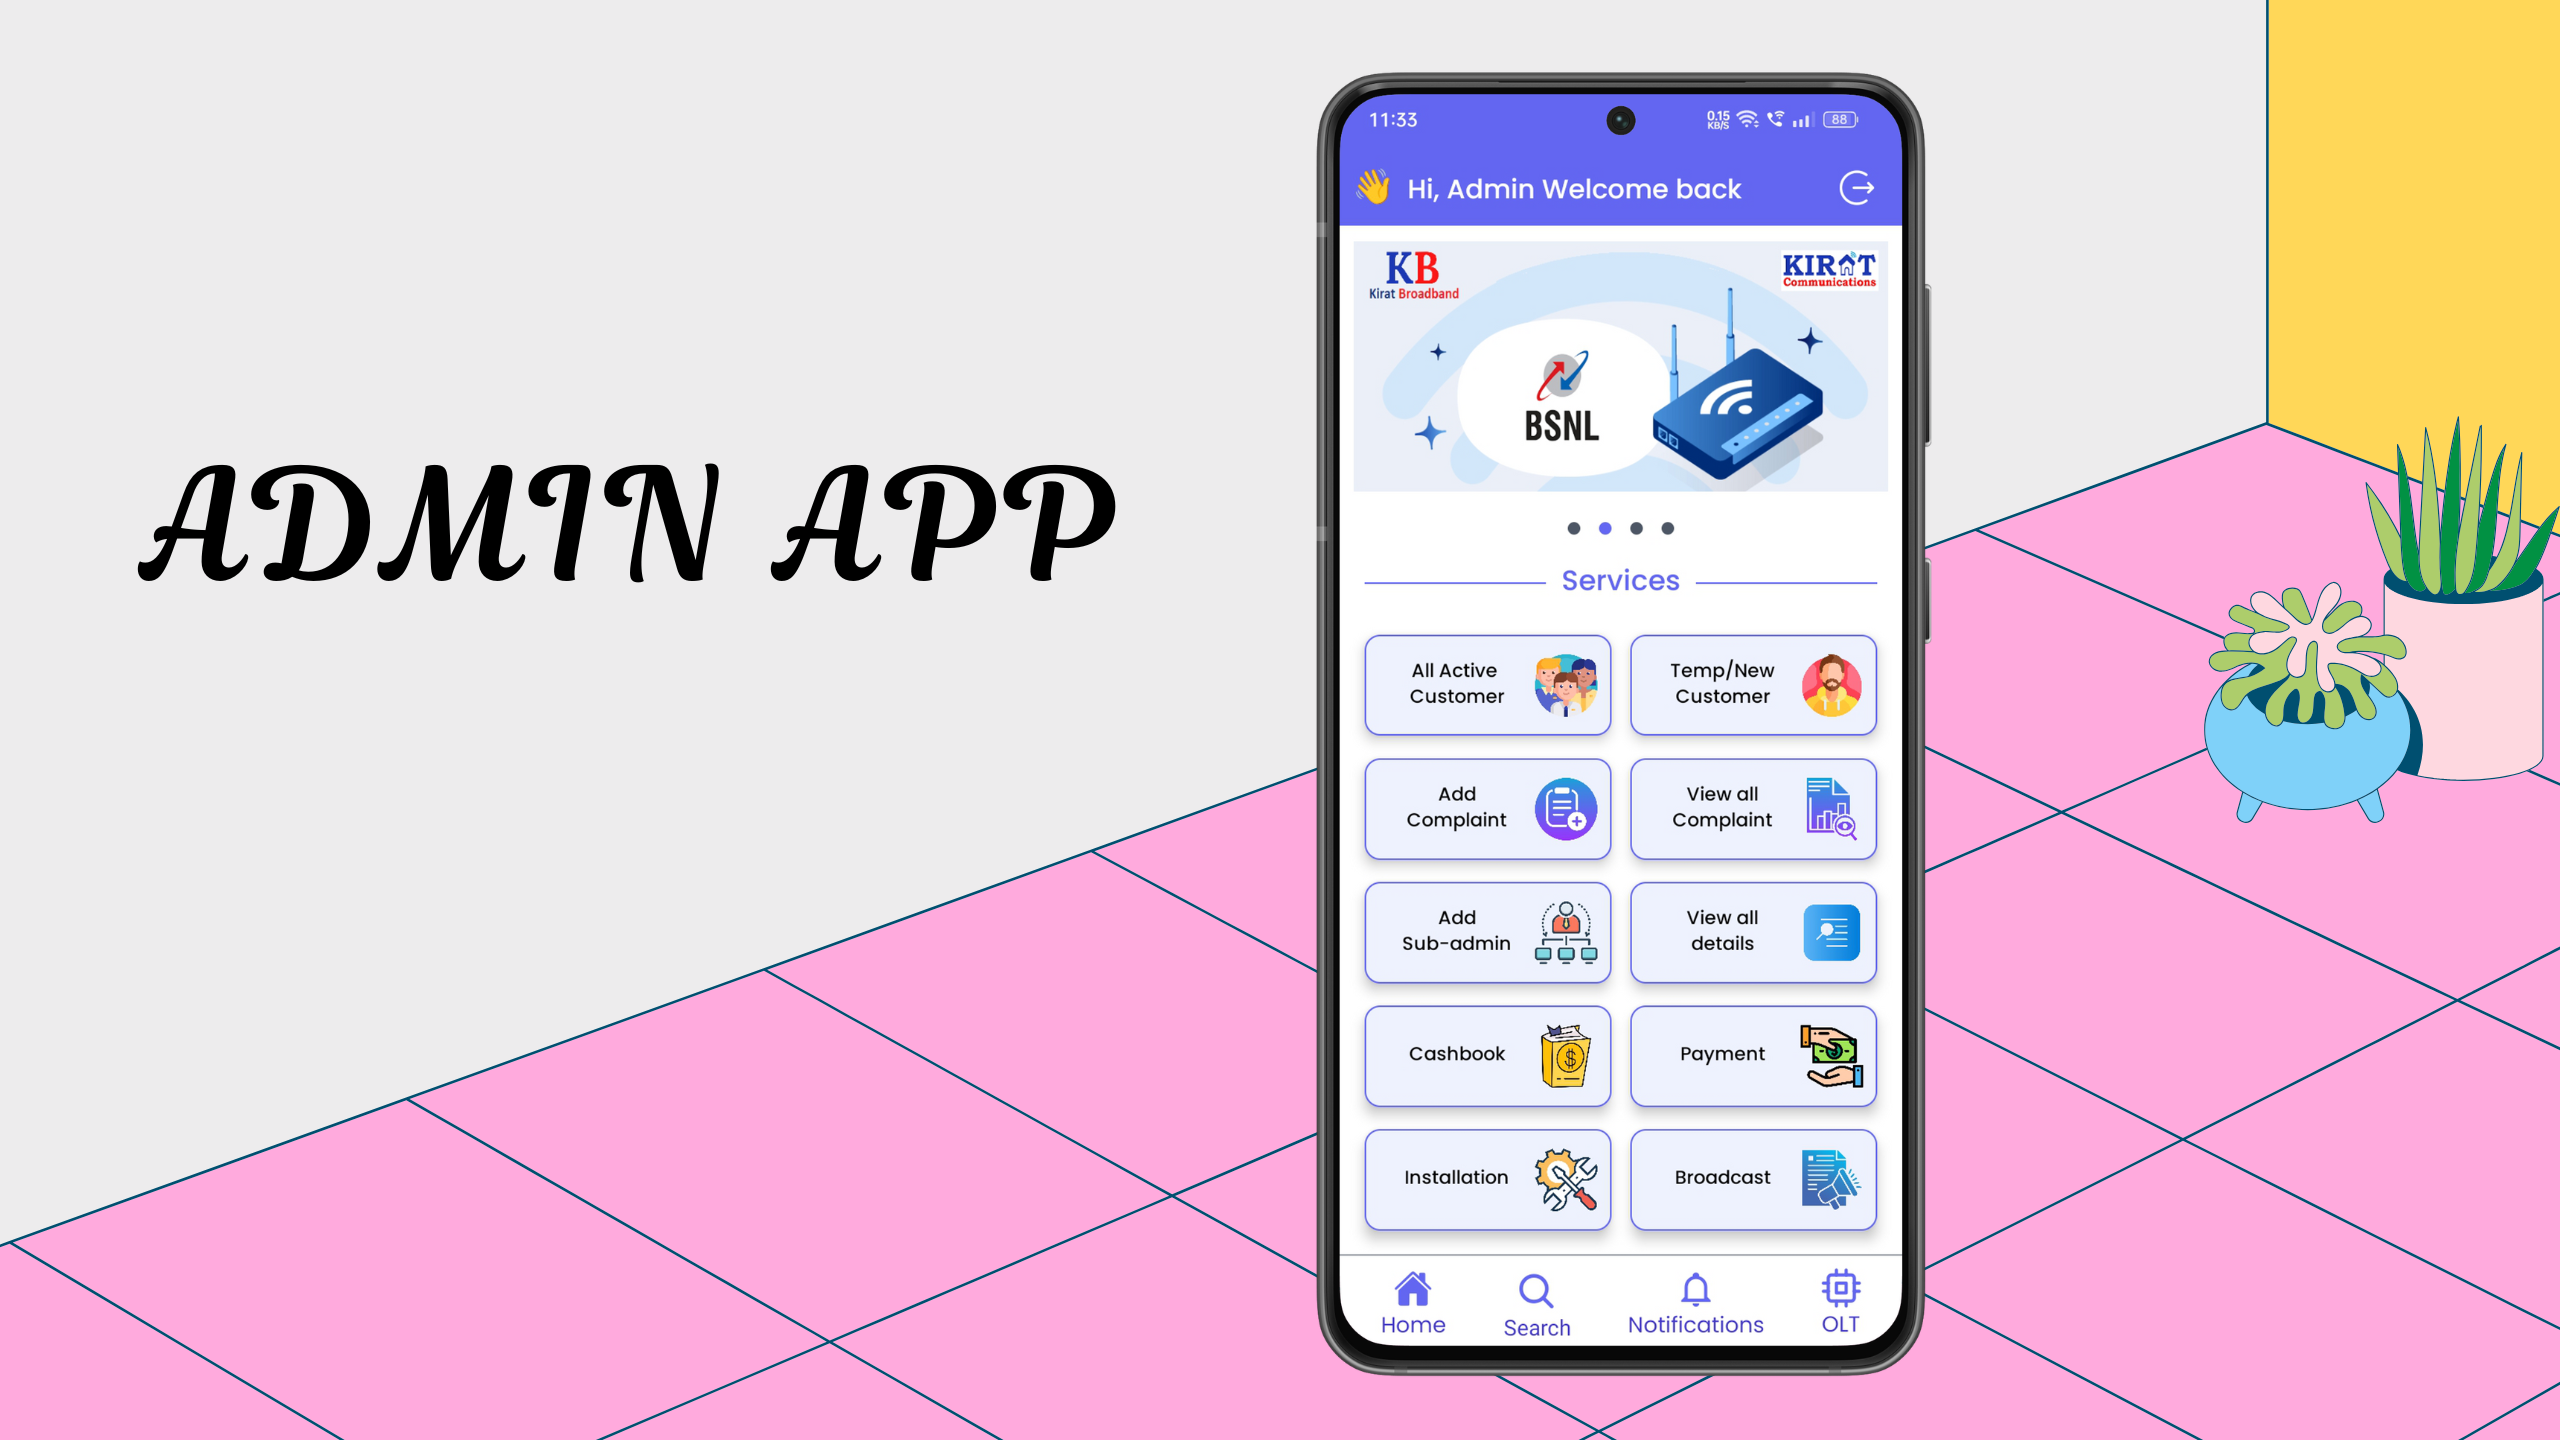 ADMIN APP
11:33
0.15
KB/S
88
Hi, Admin Welcome back
KB
Kirat Broadband
KIRAT
Communications
BSNL
Services
All Active
Customer
Temp/New
Customer
Add
Complaint
View all
Complaint
Add
Sub-admin
View all
details
Cashbook
Payment
Installation
Broadcast
Home
Search
Notifications
OLT